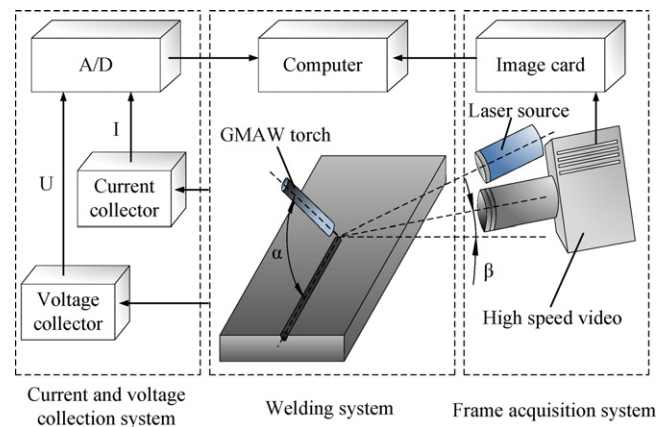 A/D
Computer
Image card
Laser source
I
GMAW torch
Current
collector
U
α
β
Voltage
collector
High speed video
Current and voltage
collection system
Welding system
Frame acquisition system